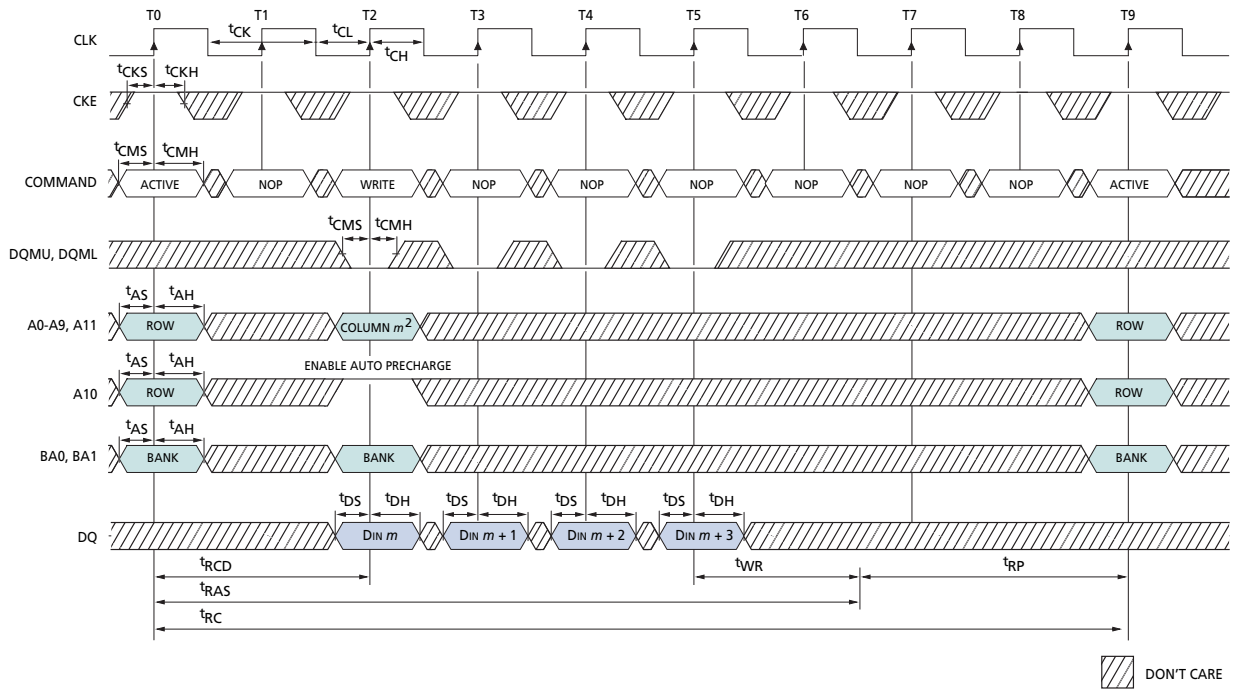 T0 T1 T2 T3 T4 T5 T6 T7 T8 T9
CLK
tCK tCL tCH
tCKS tCKH
CKE
tCMS tCMH
COMMAND ACTIVE NOP WRITE NOP NOP NOP NOP NOP NOP ACTIVE
tCMS tCMH
DQMU, DQML
tAS tAH
A0-A9, A11 ROW COLUMN m2 ROW
ENABLE AUTO PRECHARGE
tAS tAH
A10 ROW ROW
tAS tAH
BA0, BA1 BANK BANK BANK
tDS tDH tDS tDH tDS tDH tDS tDH
DQ DIN m DIN m + 1 DIN m + 2 DIN m + 3
tRCD tWR tRP
tRAS
tRC
DON'T CARE